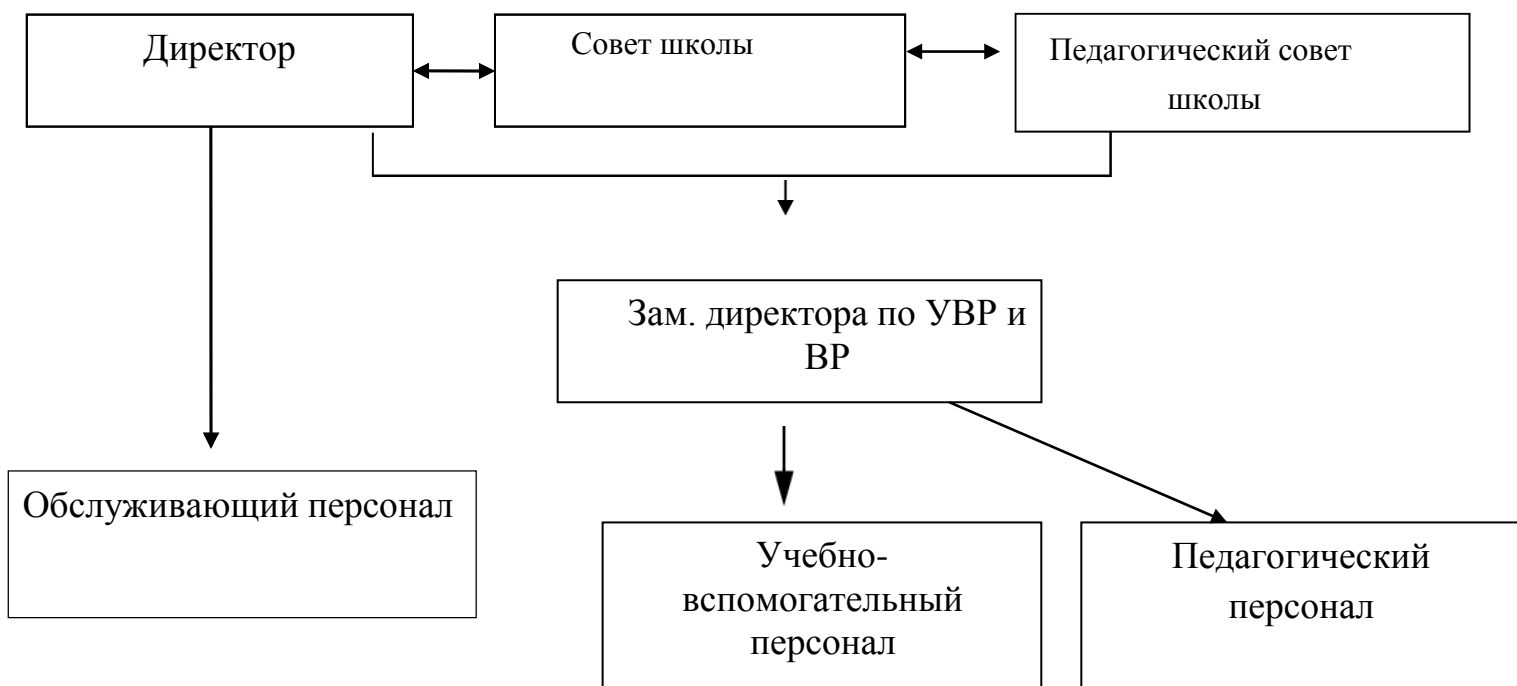 Директор
Совет школы
Педагогический совет
школы
Зам. директора по УВР и
ВР
Обслуживающий персонал
Учебно-
вспомогательный
персонал
Педагогический
персонал